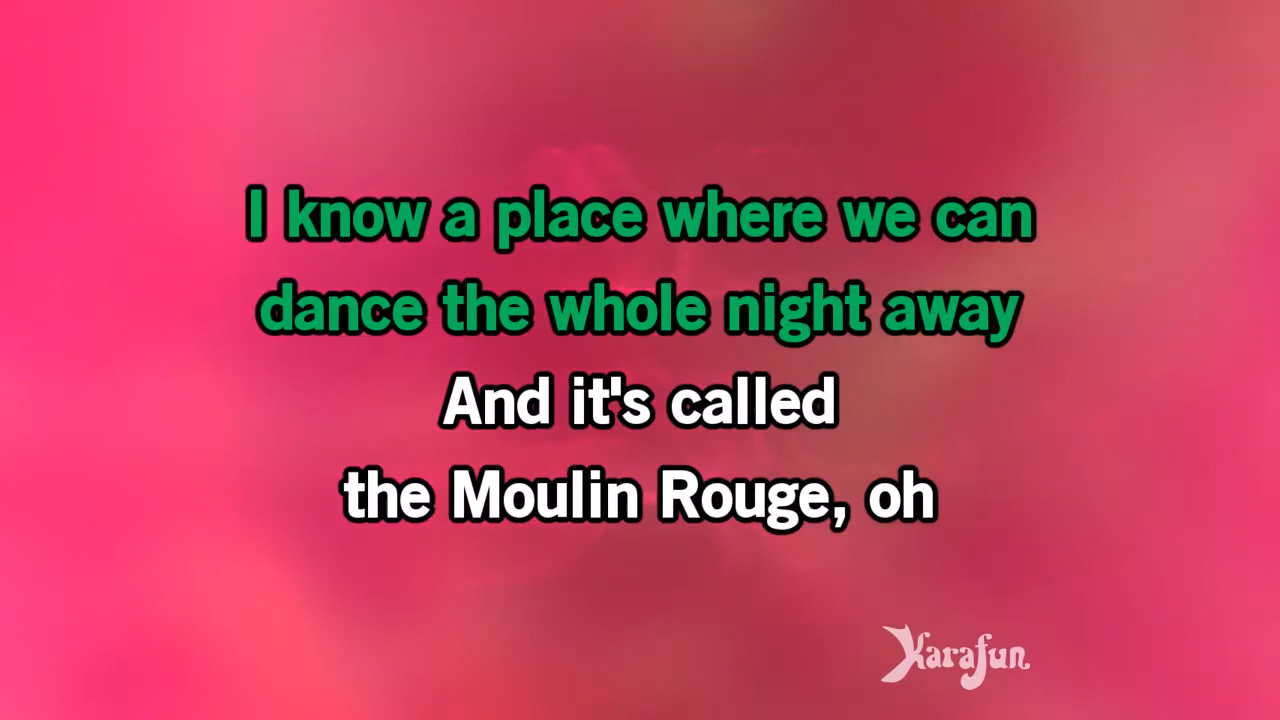 I know a place where we can
dance the whole night away
And it's called
the Moulin Rouge, oh
Karafun